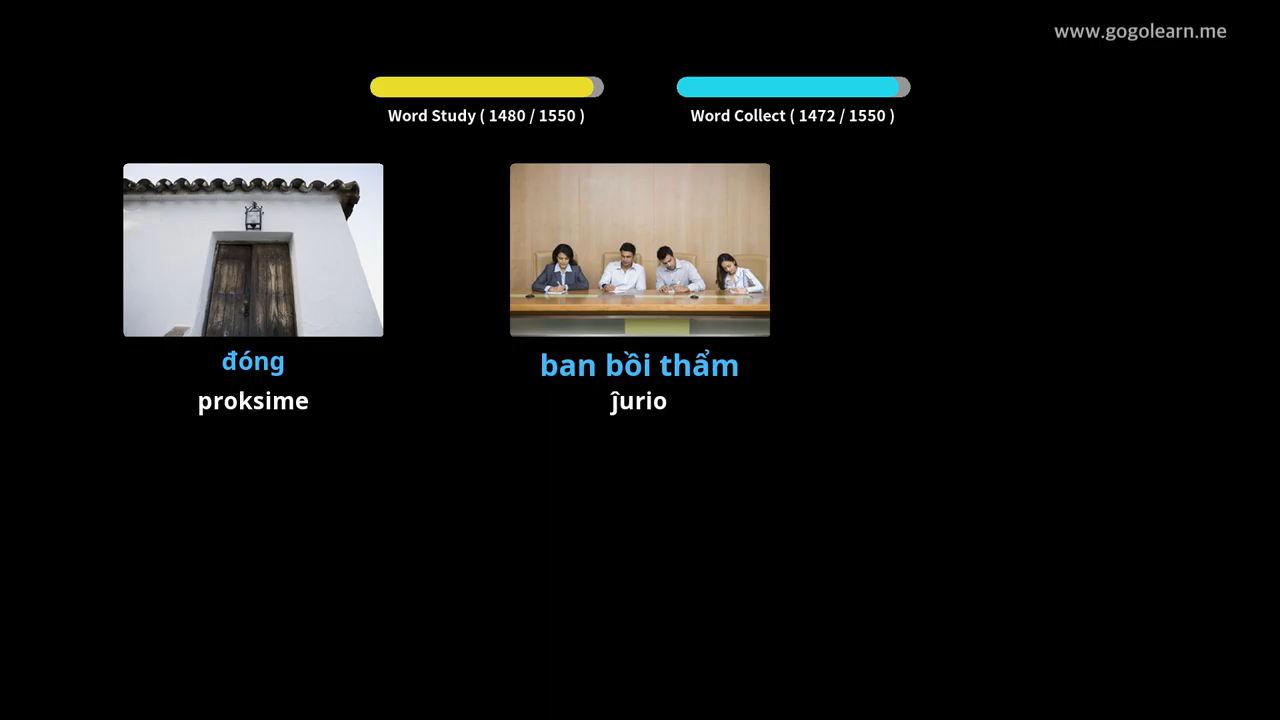 www.gogolearn.me
Word Study ( 1480 / 1550 )
Word Collect ( 1472 / 1550 )
đóng
proksime
ban bồi thẩm
ĵurio